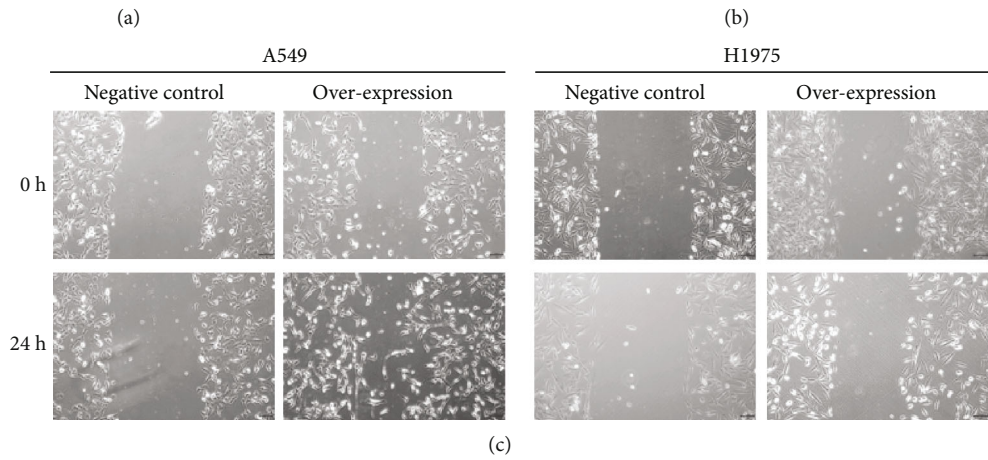 (a) (b)
A549 H1975
Negative control Over-expression Negative control Over-expression
0 h
24 h
(c)